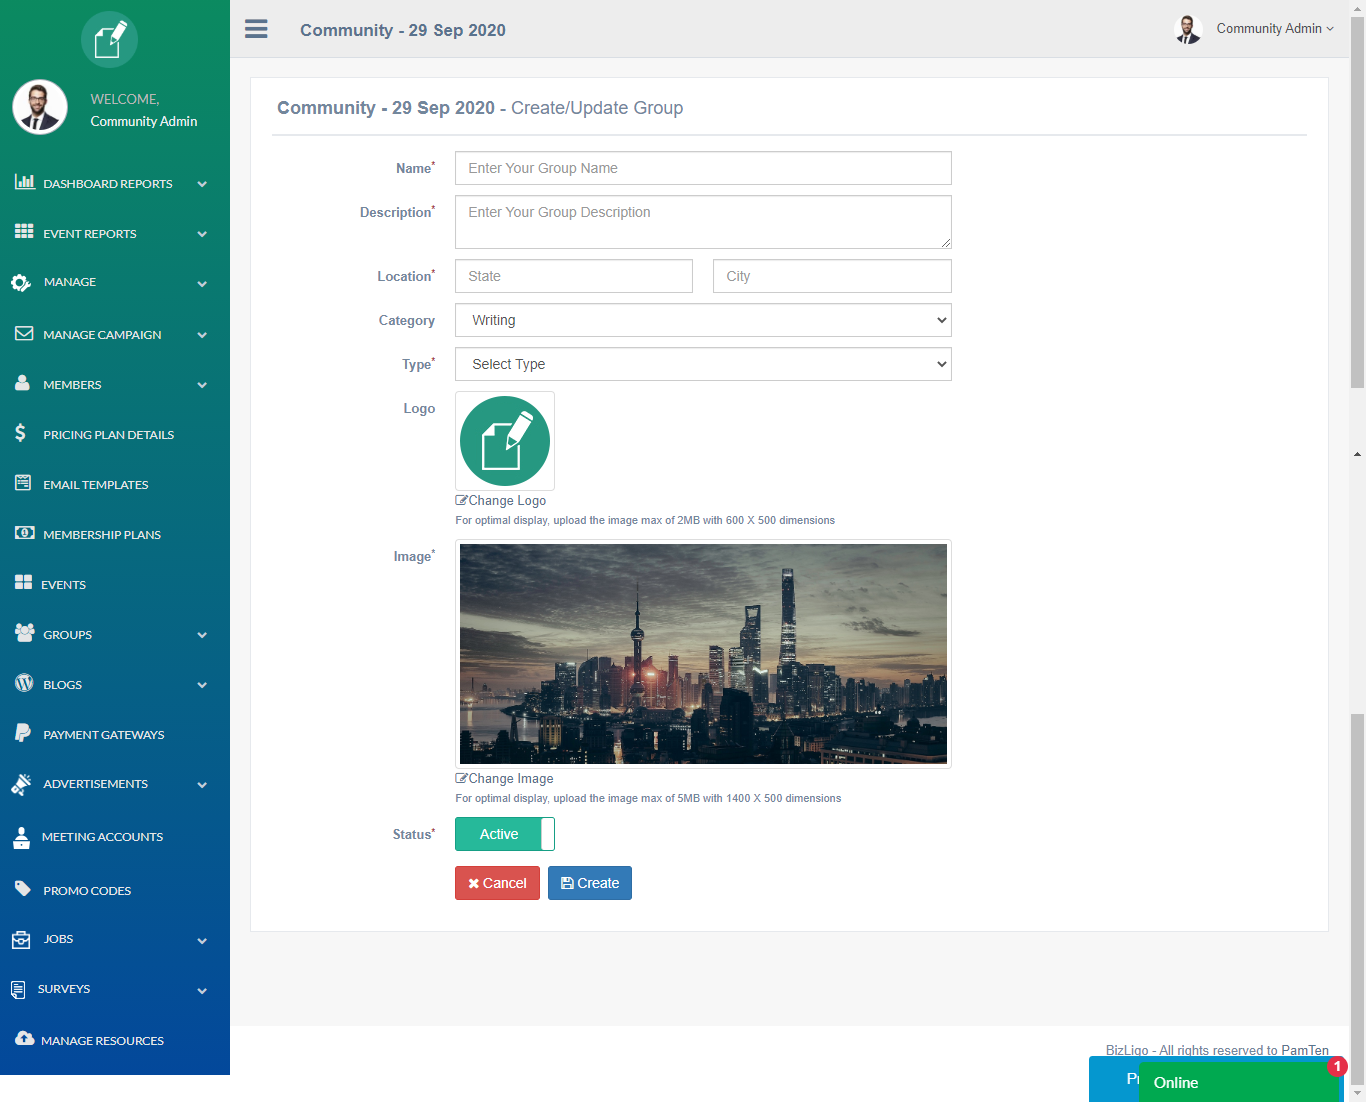 WELCOME,
Community Admin
DASHBOARD REPORTS
EVENT REPORTS
MANAGE
MANAGE CAMPAIGN
MEMBERS
PRICING PLAN DETAILS
EMAIL TEMPLATES
MEMBERSHIP PLANS
EVENTS
GROUPS
BLOGS
PAYMENT GATEWAYS
ADVERTISEMENTS
MEETING ACCOUNTS
PROMO CODES
JOBS
SURVEYS
MANAGE RESOURCES
Community - 29 Sep 2020
Community Admin
Community - 29 Sep 2020 - Create/Update Group
Name* Enter Your Group Name
Description* Enter Your Group Description
Location* State City
Category Writing
Type* Select Type
Logo
Change Logo
For optimal display, upload the image max of 2MB with 600 X 500 dimensions
Image*
Change Image
For optimal display, upload the image max of 5MB with 1400 X 500 dimensions
Status* Active
Cancel Create
BizLigo - All rights reserved to PamTen
1
Online